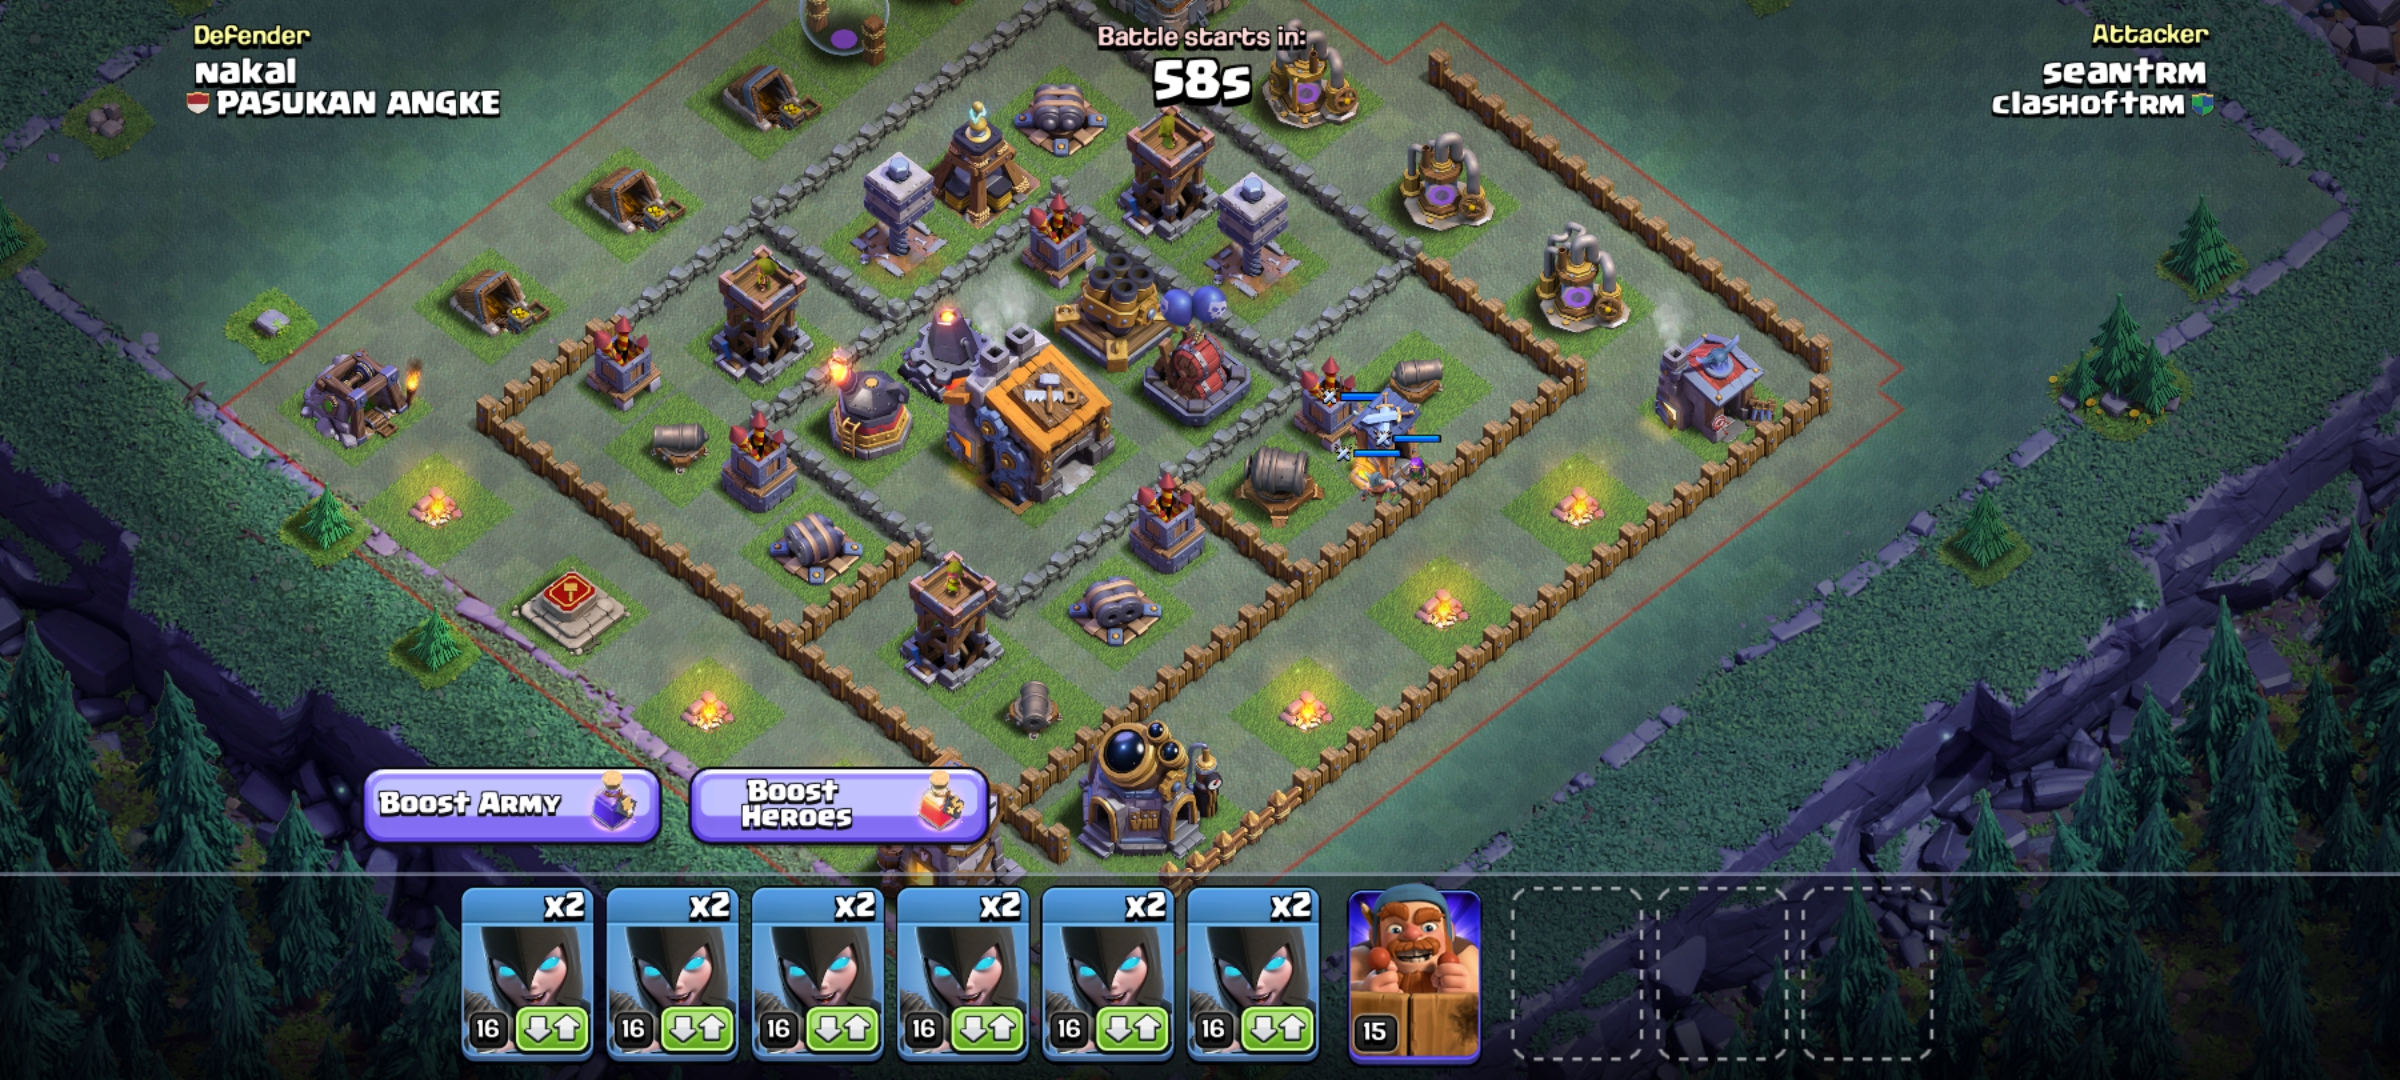 Defender
Nakal
PASUKAN ANGKE
Battle starts in:
58s
Attacker
seantRM
clashoftRM
VIII
Boost Army
Boost
Heroes
x2
x2
x2
x2
x2
x2
16
16
16
16
16
16
15